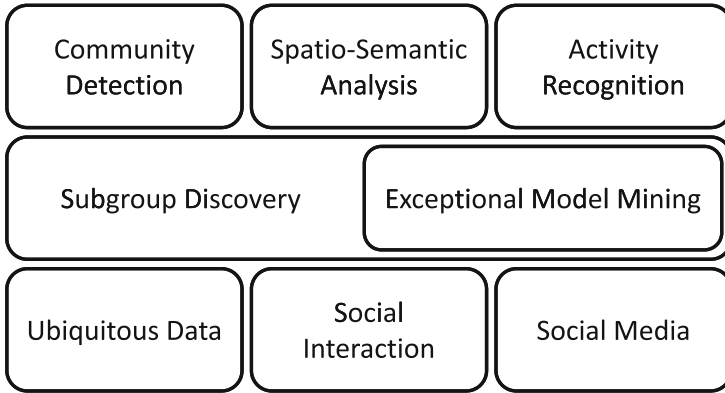 Community
Detection
Spatio-Semantic
Analysis
Activity
Recognition
Subgroup Discovery
Exceptional Model Mining
Ubiquitous Data
Social
Interaction
Social Media